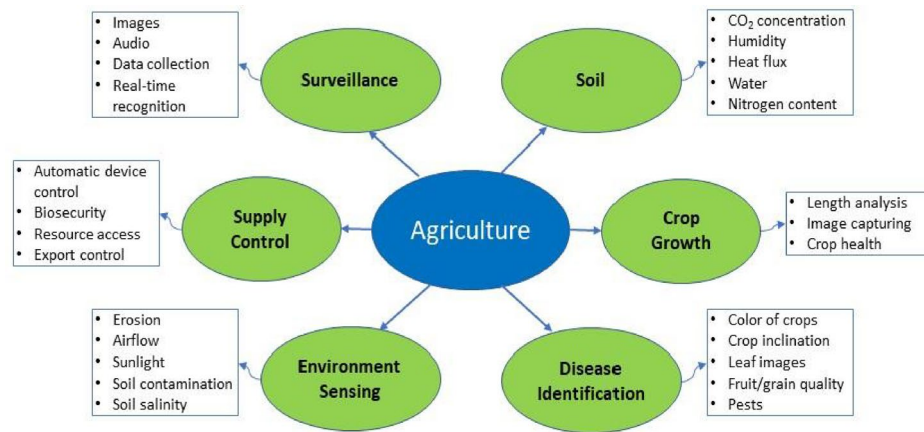 • Images
• Audio
• Data collection
• Real-time
recognition
Surveillance
Soil
• CO₂ concentration
• Humidity
• Heat flux
• Water
• Nitrogen content
• Automatic device
control
• Biosecurity
• Resource access
• Export control
Supply
Control
Agriculture
Crop
Growth
• Length analysis
• Image capturing
• Crop health
• Erosion
• Airflow
• Sunlight
• Soil contamination
• Soil salinity
Environment
Sensing
Disease
Identification
• Color of crops
• Crop inclination
• Leaf images
• Fruit/grain quality
• Pests